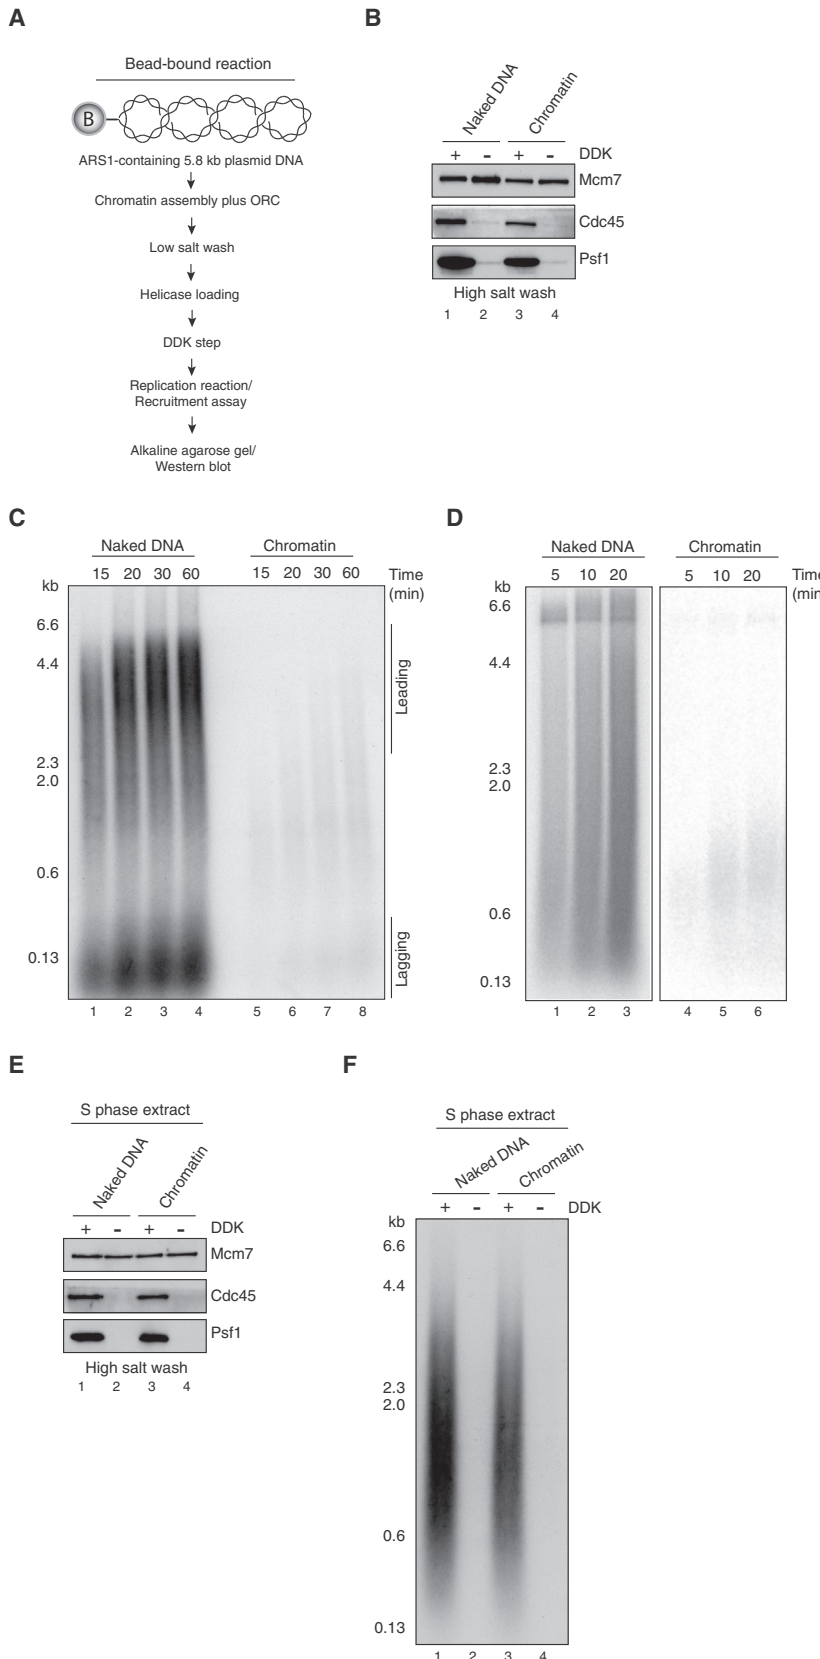 A
Bead-bound reaction
B
ARS1-containing 5.8 kb plasmid DNA
Chromatin assembly plus ORC
Low salt wash
Helicase loading
DDK step
Replication reaction/
Recruitment assay
Alkaline agarose gel/
Western blot
B
Naked DNA
Chromatin
+ - + - DDK
Mcm7
Cdc45
Psf1
High salt wash
1 2 3 4
C
Naked DNA Chromatin
15 20 30 60 15 20 30 60 Time
(min)
kb
6.6
4.4
2.3
2.0
0.6
0.13
Leading
Lagging
1 2 3 4 5 6 7 8
D
Naked DNA Chromatin
5 10 20 5 10 20 Time
(min
kb
6.6
4.4
2.3
2.0
0.6
0.13
1 2 3 4 5 6
E
S phase extract
Naked DNA
Chromatin
+ - + - DDK
Mcm7
Cdc45
Psf1
High salt wash
1 2 3 4
F
S phase extract
Naked DNA
Chromatin
+ - + - DDK
kb
6.6
4.4
2.3
2.0
0.6
0.13
1 2 3 4